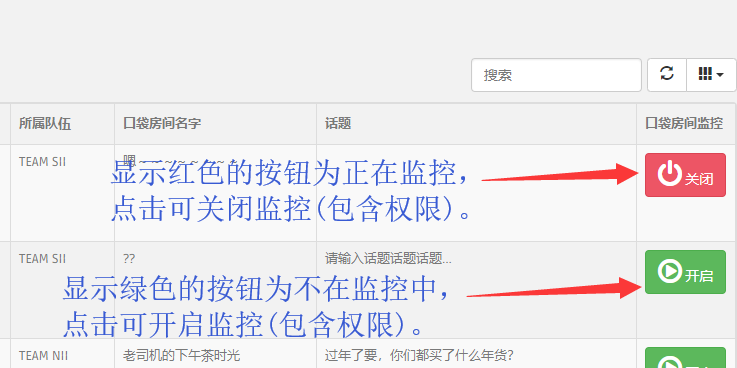 搜索
所属队伍 口袋房间名字 话题 口袋房间监控
TEAM SII 嗯~~~~~~~~
关闭
显示红色的按钮为正在监控，
点击可关闭监控(包含权限)。
TEAM SII ?? 请输入话题话题话题...
开启
显示绿色的按钮为不在监控中，
点击可开启监控(包含权限)。
TEAM NII 老司机的下午茶时光 过年了要，你们都买了什么年货?